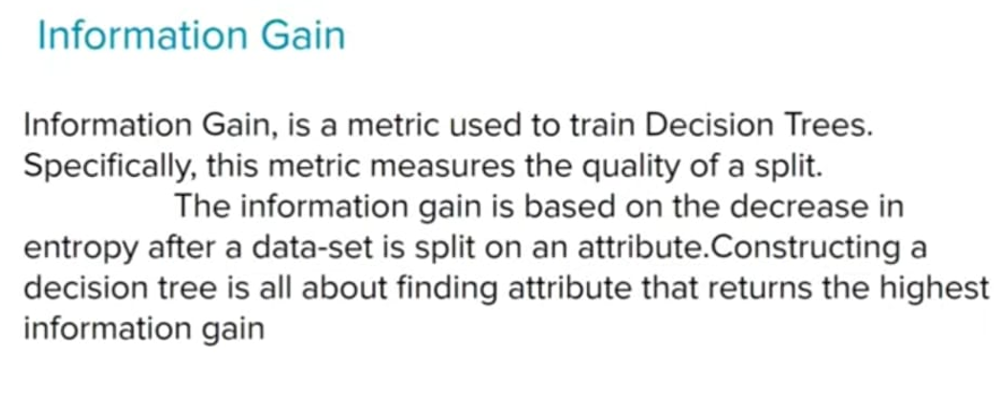 Information Gain
Information Gain, is a metric used to train Decision Trees.
Specifically, this metric measures the quality of a split.
The information gain is based on the decrease in
entropy after a data-set is split on an attribute.Constructing a
decision tree is all about finding attribute that returns the highest
information gain